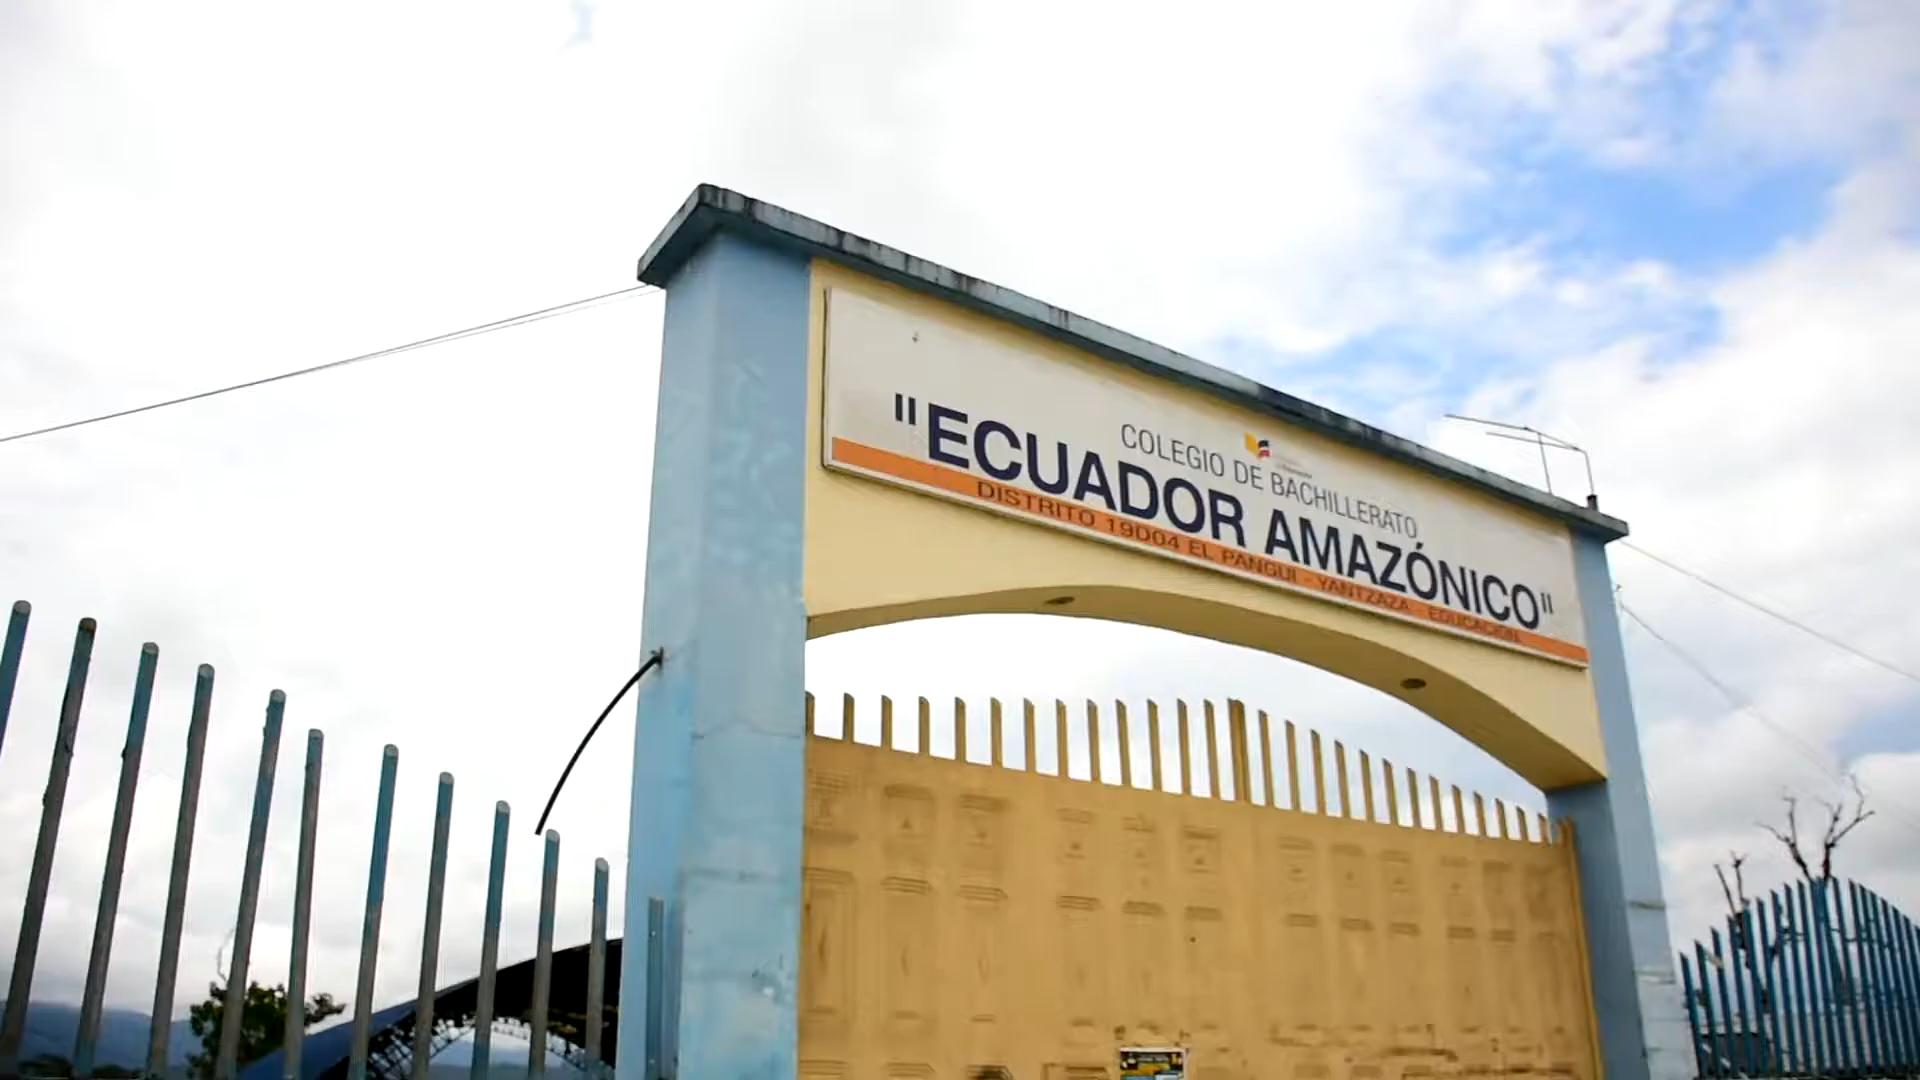 COLEGIO DE BACHILLERATO
"ECUADOR AMAZÓNICO"
DISTRITO 19D04 EL PANGUI - YANTZAZA - EDUCACIÓN